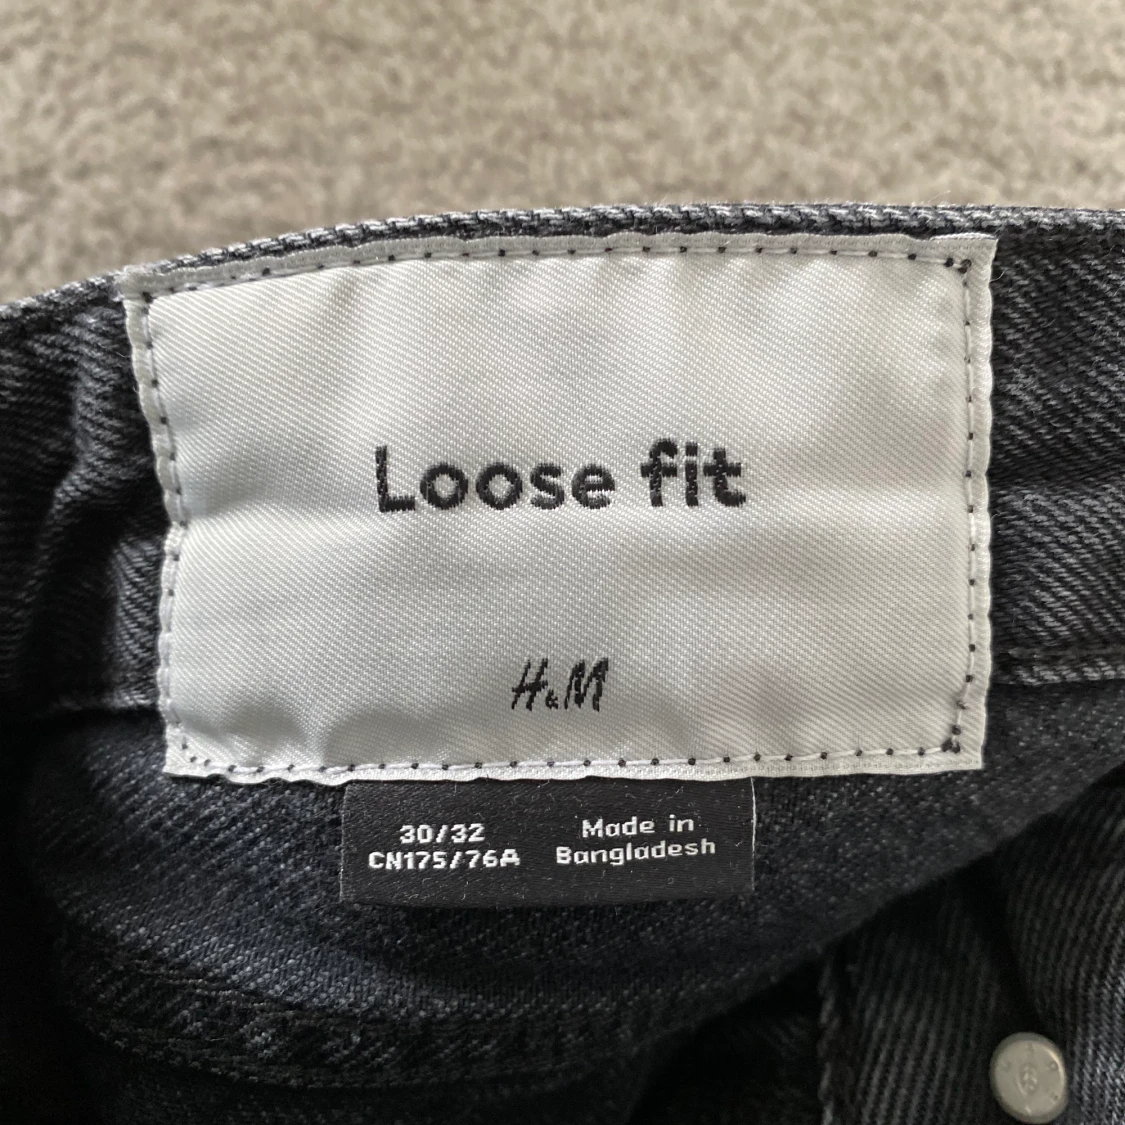 Loose fit
H&M
30/32
CN175/76A
Made in
Bangladesh